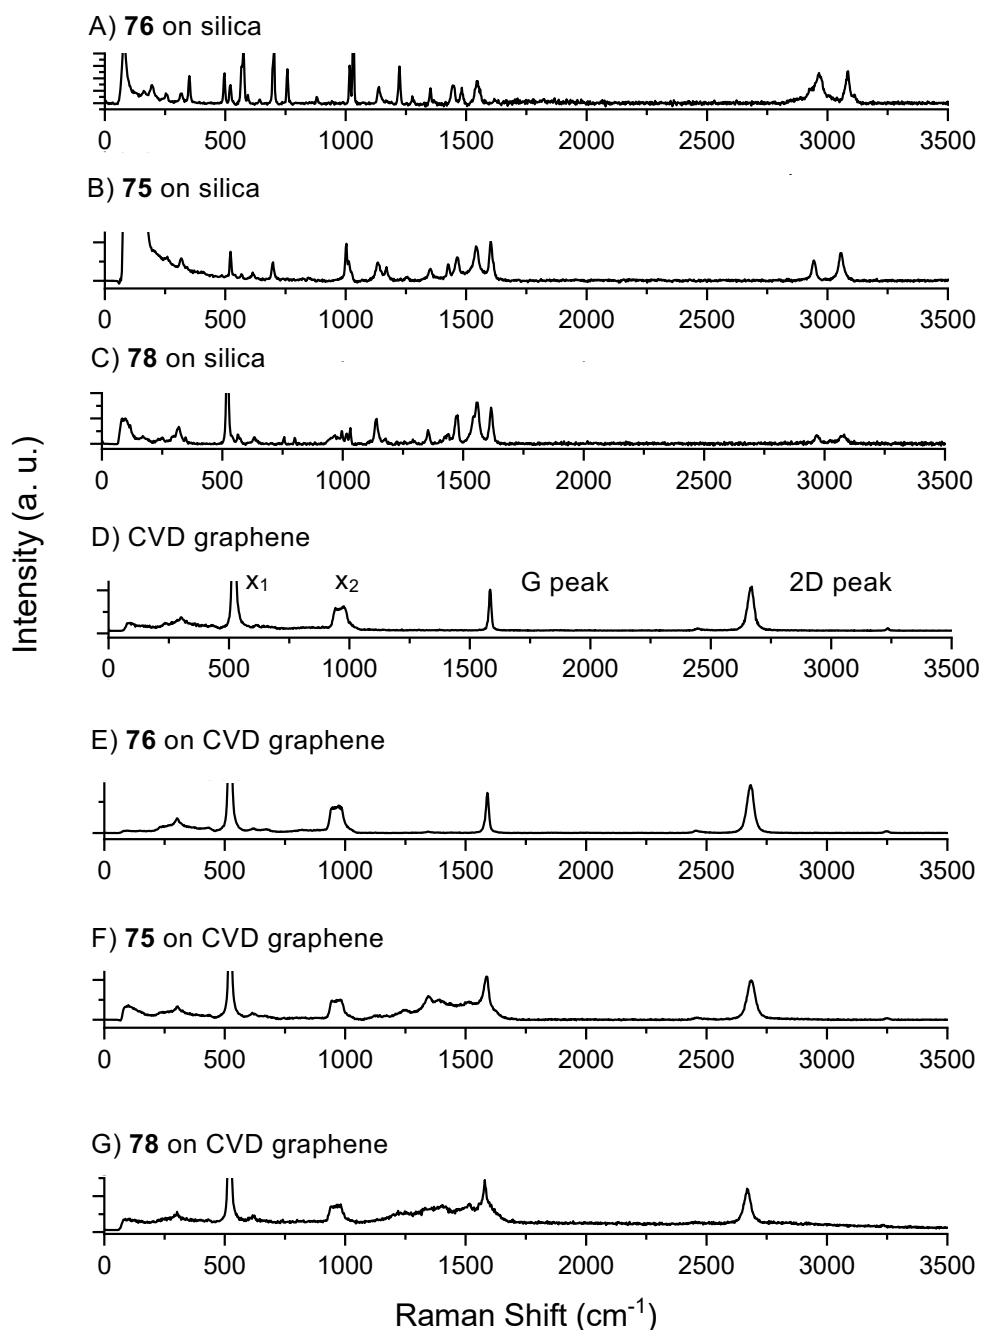 A) 76 on silica
0 500 1000 1500 2000 2500 3000 3500
B) 75 on silica
0 500 1000 1500 2000 2500 3000 3500
C) 78 on silica
0 500 1000 1500 2000 2500 3000 3500
Intensity (a. u.)
D) CVD graphene
x₁ x₂ G peak 2D peak
0 500 1000 1500 2000 2500 3000 3500
E) 76 on CVD graphene
0 500 1000 1500 2000 2500 3000 3500
F) 75 on CVD graphene
0 500 1000 1500 2000 2500 3000 3500
G) 78 on CVD graphene
0 500 1000 1500 2000 2500 3000 3500
Raman Shift (cm⁻¹)